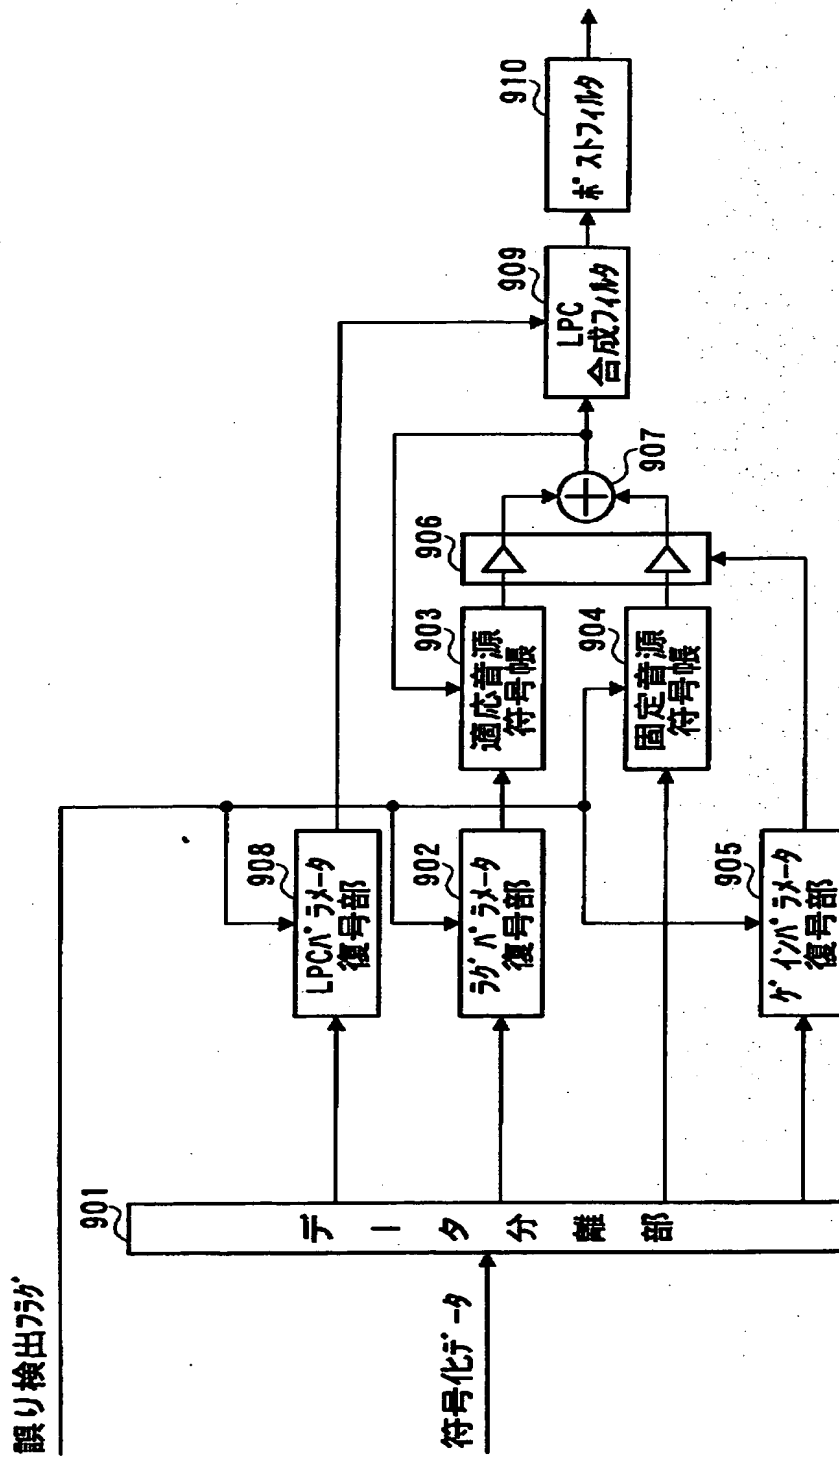 誤り検出フラグ
符号化データ
901
データ分離部
908
LPCパラメータ
復号部
902
ラグパラメータ
復号部
905
ゲインパラメータ
復号部
903
適応音源
符号帳
904
固定音源
符号帳
906
907
909
LPC
合成フィルタ
910
ポストフィルタ